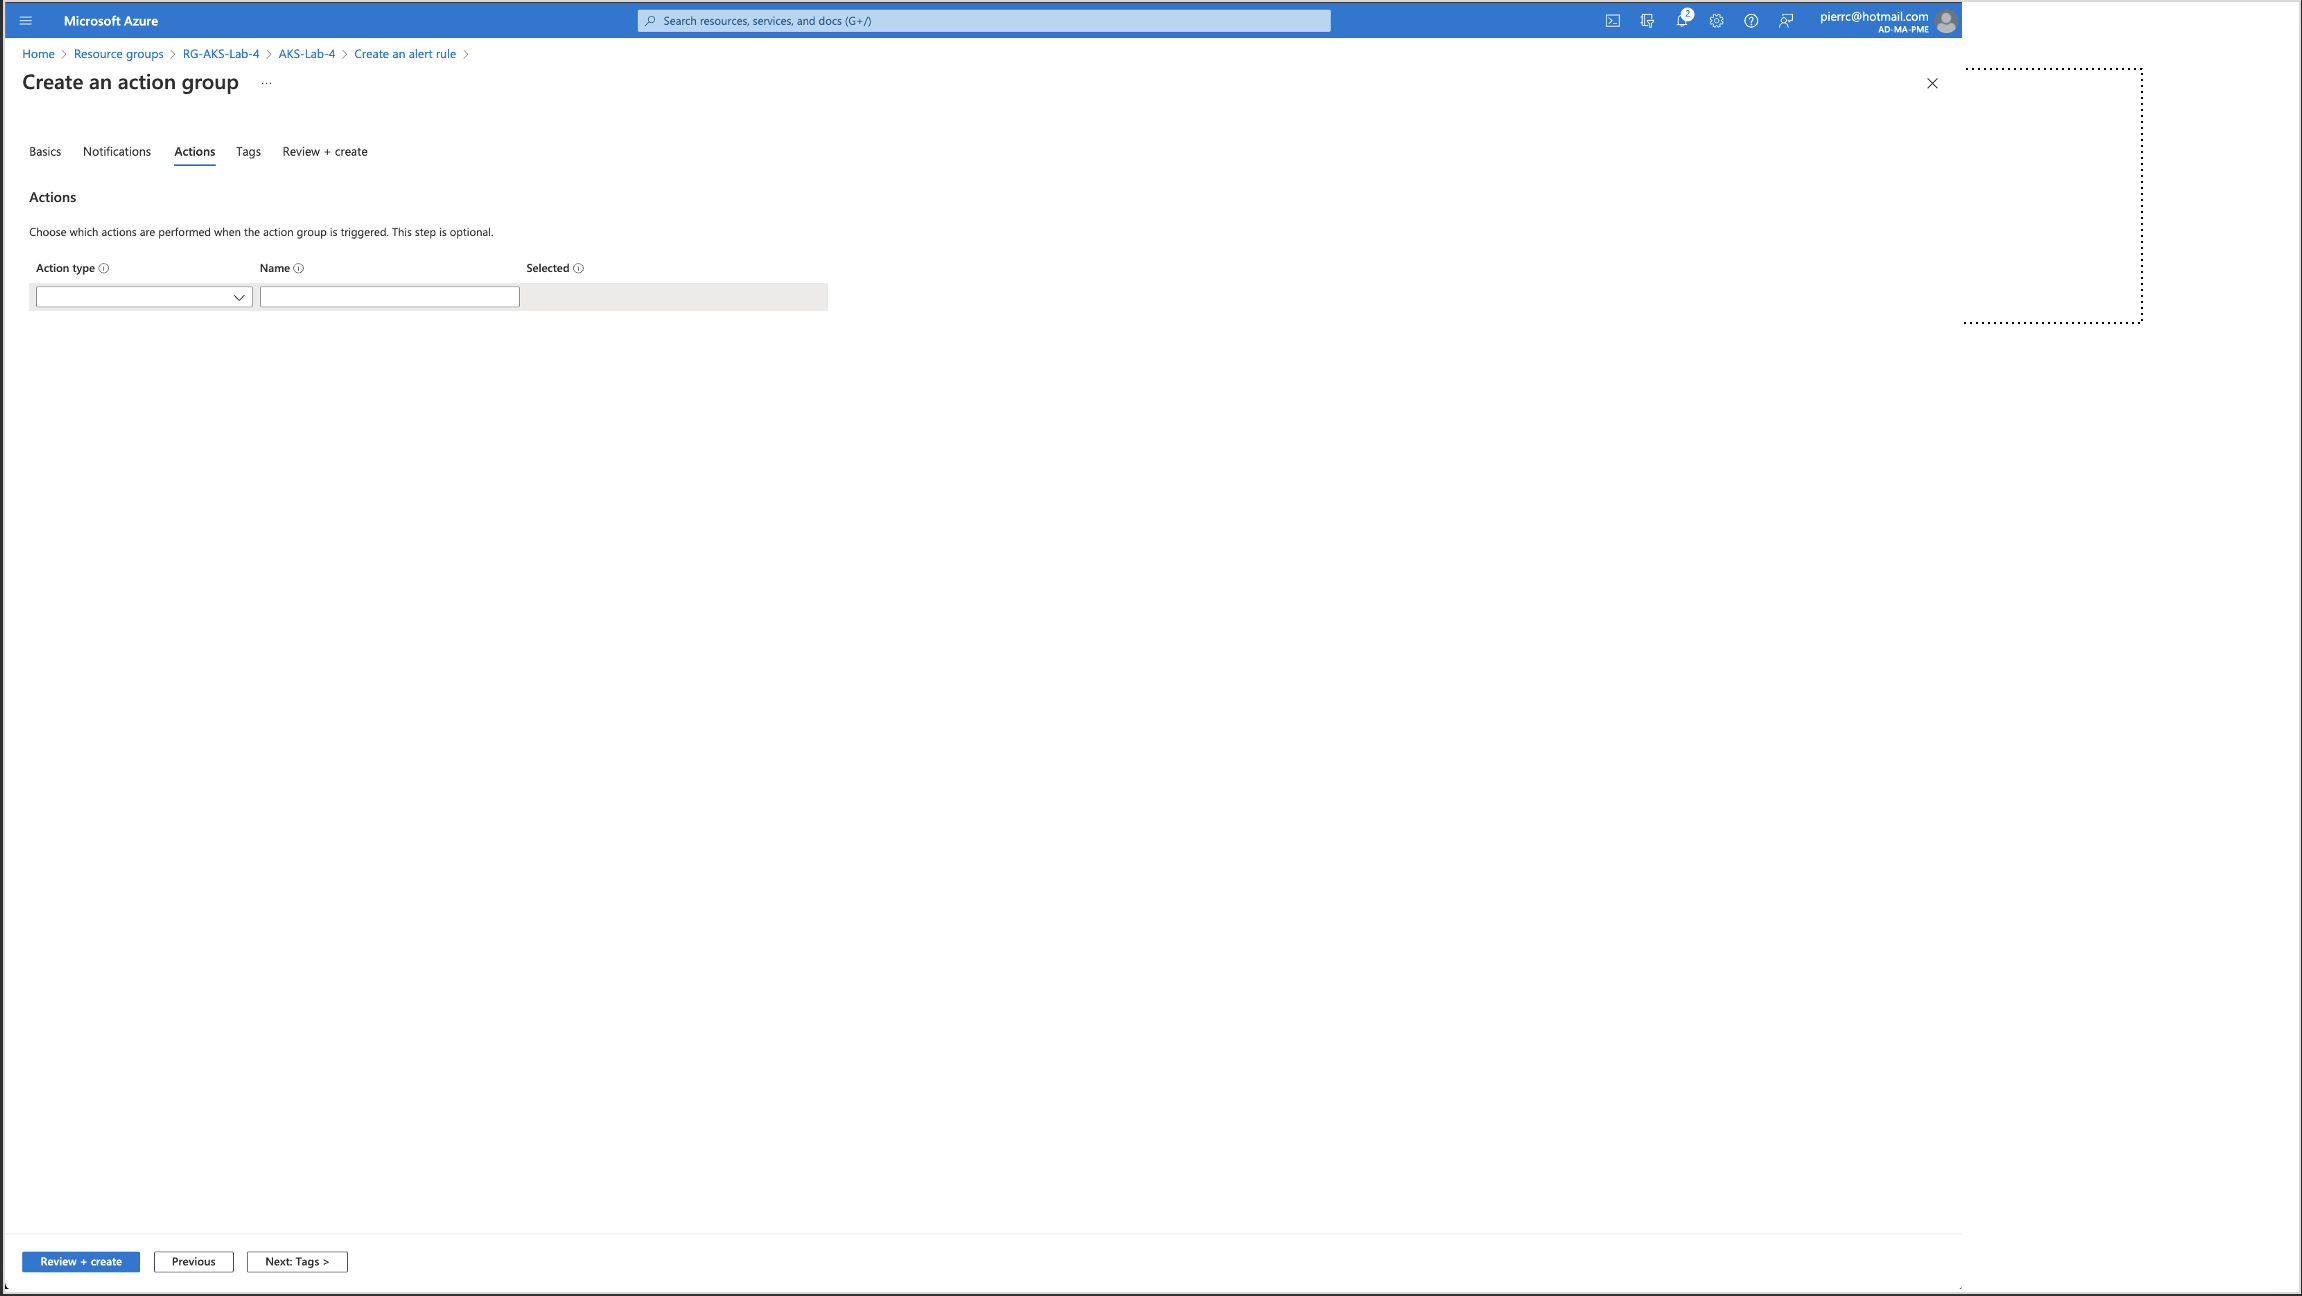 Microsoft Azure
Search resources, services, and docs (G+/)
2
pierrc@hotmail.com
AD-MA-PME
Home > Resource groups > RG-AKS-Lab-4 > AKS-Lab-4 > Create an alert rule >
Create an action group ...
Basics Notifications Actions Tags Review + create
Actions
Choose which actions are performed when the action group is triggered. This step is optional.
Action type Name Selected
Review + create Previous Next: Tags >